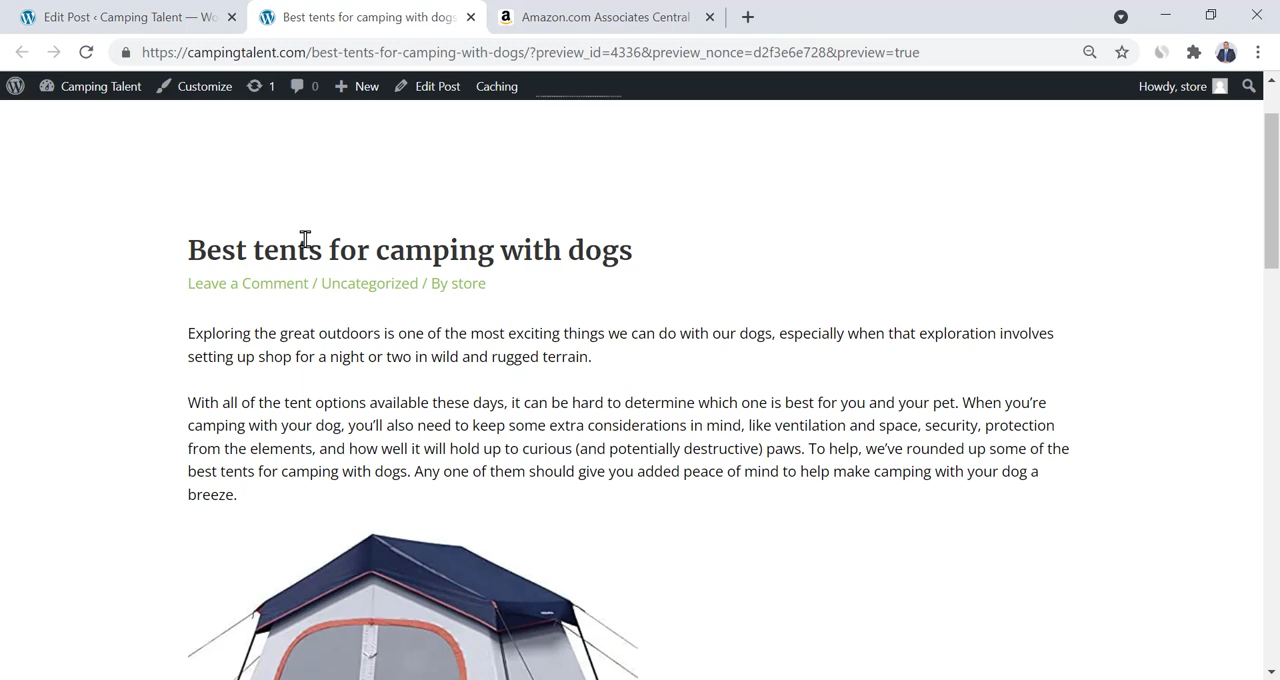 Edit Post ‹ Camping Talent — Wo
Best tents for camping with dogs
Amazon.com Associates Central
https://campingtalent.com/best-tents-for-camping-with-dogs/?preview_id=4336&preview_nonce=d2f3e6e728&preview=true
Camping Talent Customize 1 0 New Edit Post Caching Howdy, store
Best tents for camping with dogs
Leave a Comment / Uncategorized / By store
Exploring the great outdoors is one of the most exciting things we can do with our dogs, especially when that exploration involves
setting up shop for a night or two in wild and rugged terrain.
With all of the tent options available these days, it can be hard to determine which one is best for you and your pet. When you’re
camping with your dog, you’ll also need to keep some extra considerations in mind, like ventilation and space, security, protection
from the elements, and how well it will hold up to curious (and potentially destructive) paws. To help, we’ve rounded up some of the
best tents for camping with dogs. Any one of them should give you added peace of mind to help make camping with your dog a
breeze.